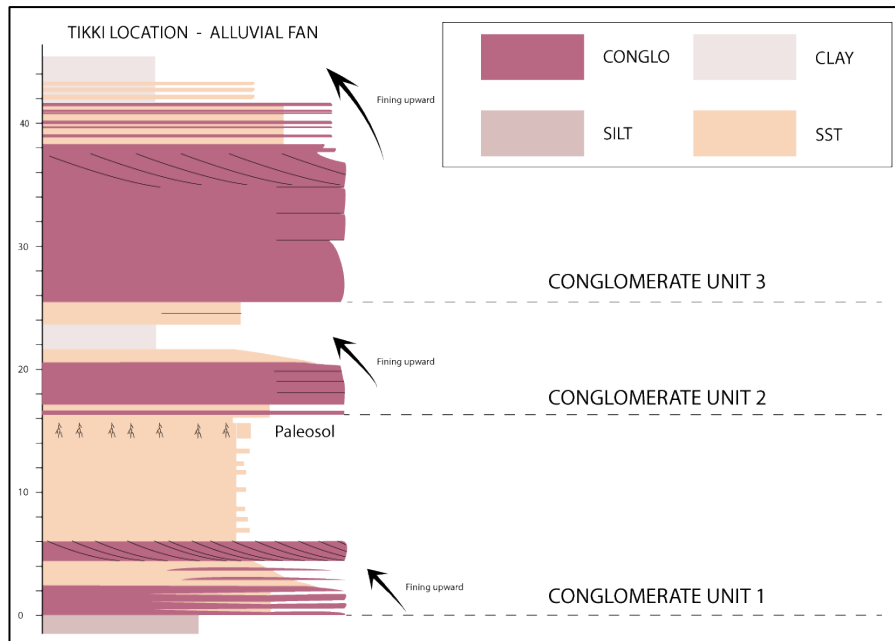 TIKKI LOCATION - ALLUVIAL FAN
CONGLO
CLAY
SILT
SST
Fining upward
40
30
CONGLOMERATE UNIT 3
Fining upward
20
CONGLOMERATE UNIT 2
Paleosol
10
Fining upward
CONGLOMERATE UNIT 1
0